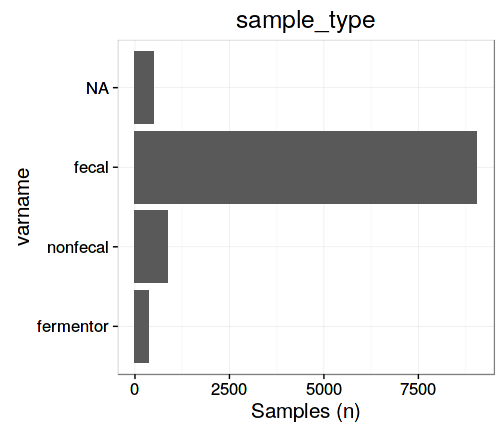 sample_type
varname
NA
fecal
nonfecal
fermentor
0 2500 5000 7500
Samples (n)